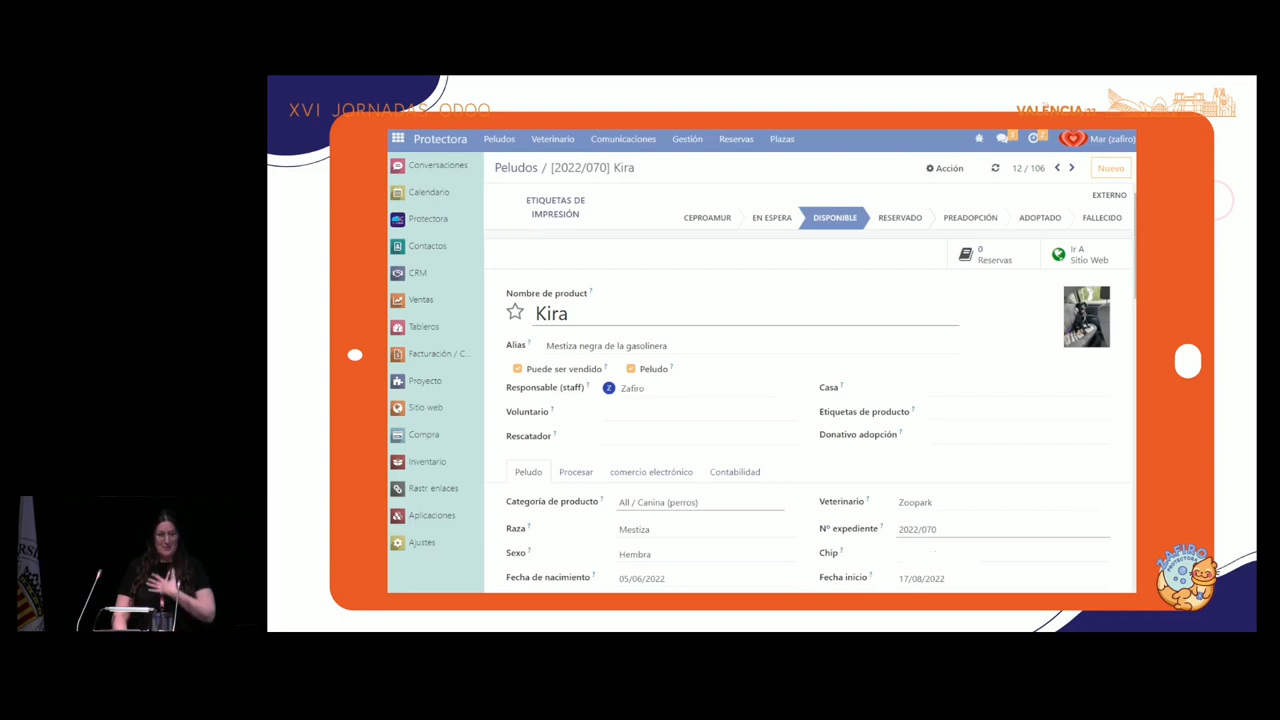 XVI JORNADAS ODOO
VALÈNCIA
Protectora Peludos Veterinario Comunicaciones Gestión Reservas Plazas Mar (zafiro)
Conversaciones
Calendario
Protectora
Contactos
CRM
Ventas
Tableros
Facturación / C...
Proyecto
Sitio web
Compra
Inventario
Rastr. enlaces
Aplicaciones
Ajustes
Peludos / [2022/070] Kira Acción 12 / 106 Nuevo
ETIQUETAS DE
IMPRESIÓN
EXTERNO
CEPROAMUR EN ESPERA DISPONIBLE RESERVADO PREADOPCIÓN ADOPTADO FALLECIDO
0
Reservas
Ir A
Sitio Web
Nombre de product ?
Kira
Alias ? Mestiza negra de la gasolinera
Puede ser vendido ? Peludo ?
Responsable (staff) ? Z Zafiro Casa ?
Voluntario ? Etiquetas de producto ?
Rescatador ? Donativo adopción ?
Peludo Procesar comercio electrónico Contabilidad
Categoría de producto ? All / Canina (perros) Veterinario ? Zoopark
Raza ? Mestiza Nº expediente ? 2022/070
Sexo ? Hembra Chip ?
Fecha de nacimiento ? 05/06/2022 Fecha inicio ? 17/08/2022
ZAFIRO
PROTECTORA